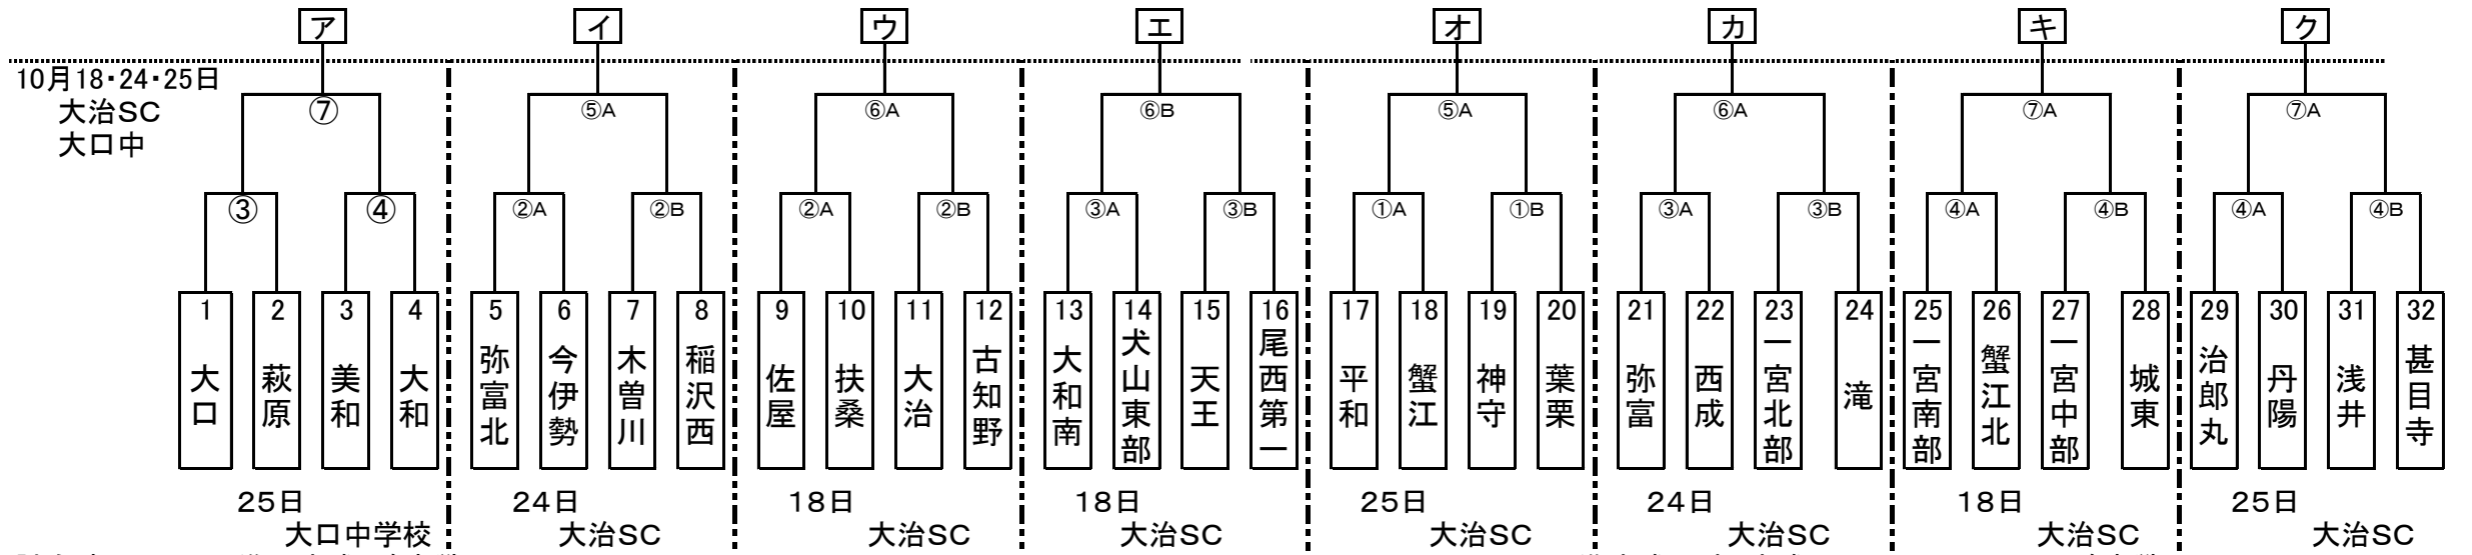 ア イ ウ エ オ カ キ ク
10月18・24・25日
大治SC
大口中
⑦ ⑤A ⑥A ⑥B ⑤A ⑥A ⑦A ⑦A
③ ④ ②A ②B ②A ②B ③A ③B ①A ①B ③A ③B ④A ④B ④A ④B
1 2 3 4 5 6 7 8 9 10 11 12 13 14 15 16 17 18 19 20 21 22 23 24 25 26 27 28 29 30 31 32
大口
萩原
美和
大和
弥富北
今伊勢
木曽川
稲沢西
佐屋
扶桑
大治
古知野
大和南
犬山東部
天王
尾西第一
平和
蟹江
神守
葉栗
弥富
西成
一宮北部
滝
一宮南部
蟹江北
一宮中部
城東
治郎丸
丹陽
浅井
甚目寺
25日 24日 18日 18日 25日 24日 18日 25日
大口中学校 大治SC 大治SC 大治SC 大治SC 大治SC 大治SC